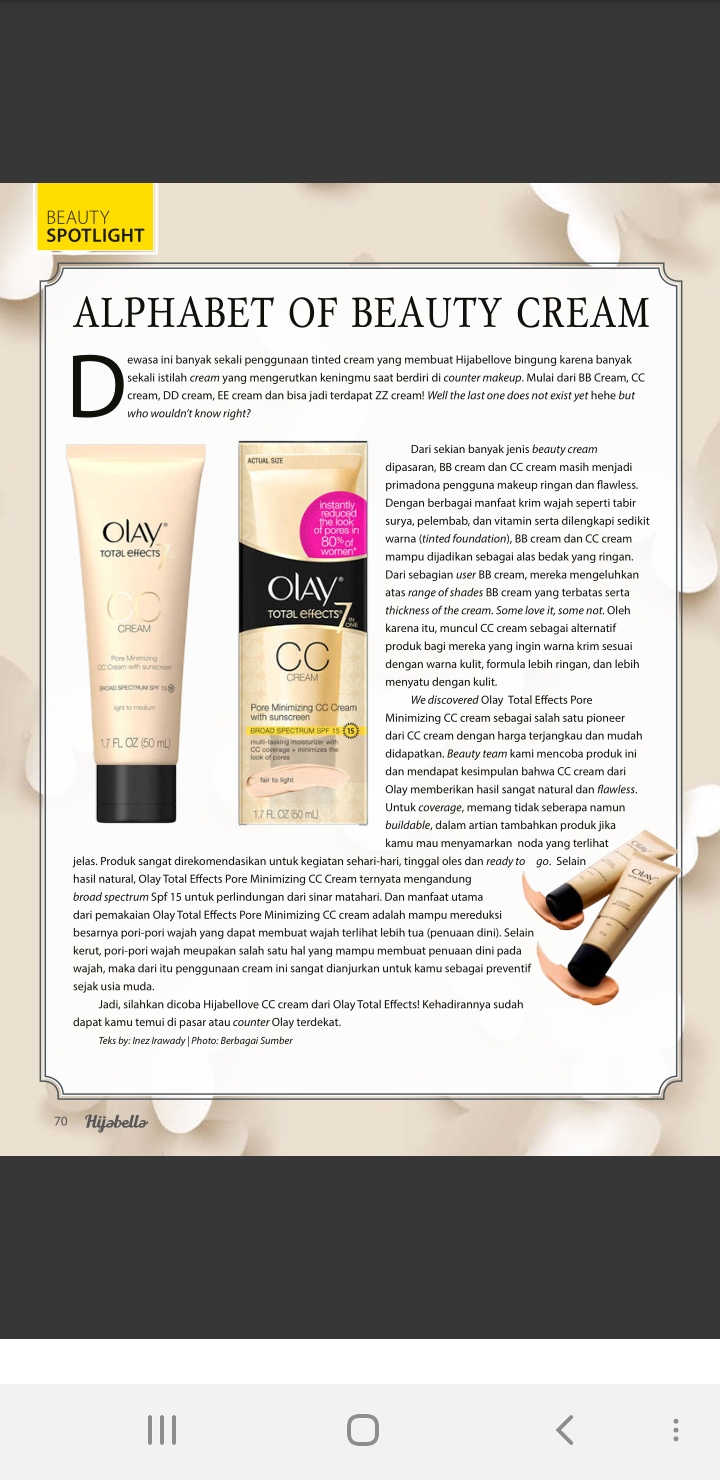 BEAUTY
SPOTLIGHT
ALPHABET OF BEAUTY CREAM
Dewasa ini banyak sekali penggunaan tinted cream yang membuat Hijabellove bingung karena banyak
sekali istilah cream yang mengerutkan keningmu saat berdiri di counter makeup. Mulai dari BB Cream, CC
cream, DD cream, EE cream dan bisa jadi terdapat ZZ cream! Well the last one does not exist yet hehe but
who wouldn't know right?
OLAY®
TOTAL EFFECTS 7
CC
CREAM
Pore Minimizing
CC Cream with sunscreen
BROAD SPECTRUM SPF 15 15
light to medium
1.7 FL OZ (50 mL)
ACTUAL SIZE
instantly
reduced
the look
of pores in
80% of
women*
OLAY®
TOTAL EFFECTS® 7 IN
ONE
CC
CREAM
Pore Minimizing CC Cream
with sunscreen
BROAD SPECTRUM SPF 15 15
multi-tasking moisturizer with
CC coverage + minimizes the
look of pores
fair to light
1.7 FL OZ (50 mL)
Dari sekian banyak jenis beauty cream
dipasaran, BB cream dan CC cream masih menjadi
primadona pengguna makeup ringan dan flawless.
Dengan berbagai manfaat krim wajah seperti tabir
surya, pelembab, dan vitamin serta dilengkapi sedikit
warna (tinted foundation), BB cream dan CC cream
mampu dijadikan sebagai alas bedak yang ringan.
Dari sebagian user BB cream, mereka mengeluhkan
atas range of shades BB cream yang terbatas serta
thickness of the cream. Some love it, some not. Oleh
karena itu, muncul CC cream sebagai alternatif
produk bagi mereka yang ingin warna krim sesuai
dengan warna kulit, formula lebih ringan, dan lebih
menyatu dengan kulit.
We discovered Olay Total Effects Pore
Minimizing CC cream sebagai salah satu pioneer
dari CC cream dengan harga terjangkau dan mudah
didapatkan. Beauty team kami mencoba produk ini
dan mendapat kesimpulan bahwa CC cream dari
Olay memberikan hasil sangat natural dan flawless.
Untuk coverage, memang tidak seberapa namun
buildable, dalam artian tambahkan produk jika
kamu mau menyamarkan noda yang terlihat
jelas. Produk sangat direkomendasikan untuk kegiatan sehari-hari, tinggal oles dan ready to go. Selain
hasil natural, Olay Total Effects Pore Minimizing CC Cream ternyata mengandung
broad spectrum Spf 15 untuk perlindungan dari sinar matahari. Dan manfaat utama
dari pemakaian Olay Total Effects Pore Minimizing CC cream adalah mampu mereduksi
besarnya pori-pori wajah yang dapat membuat wajah terlihat lebih tua (penuaan dini). Selain
kerut, pori-pori wajah meupakan salah satu hal yang mampu membuat penuaan dini pada
wajah, maka dari itu penggunaan cream ini sangat dianjurkan untuk kamu sebagai preventif
sejak usia muda.
Jadi, silahkan dicoba Hijabellove CC cream dari Olay Total Effects! Kehadirannya sudah
dapat kamu temui di pasar atau counter Olay terdekat.
Teks by: Inez Irawady | Photo: Berbagai Sumber
OLAY
OLAY
70 Hijabella